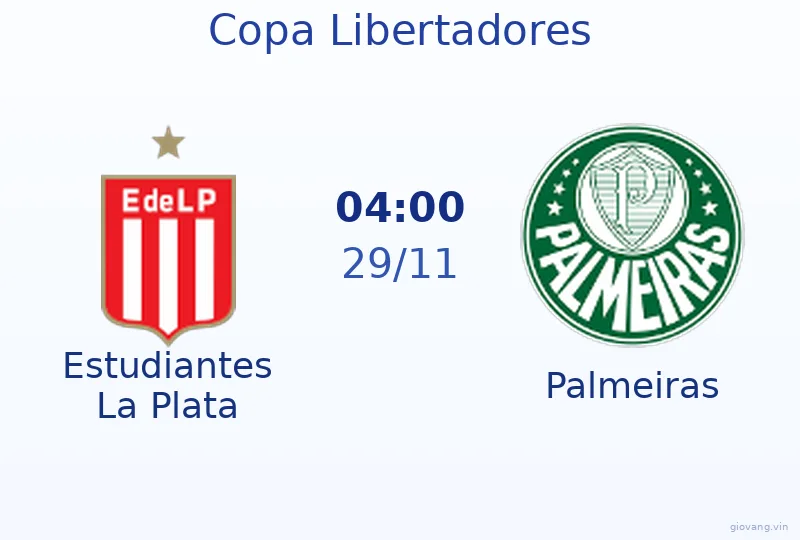 Copa Libertadores
EdeLP
04:00
29/11
PALMEIRAS
P
Estudiantes
La Plata
Palmeiras
giovang.vin